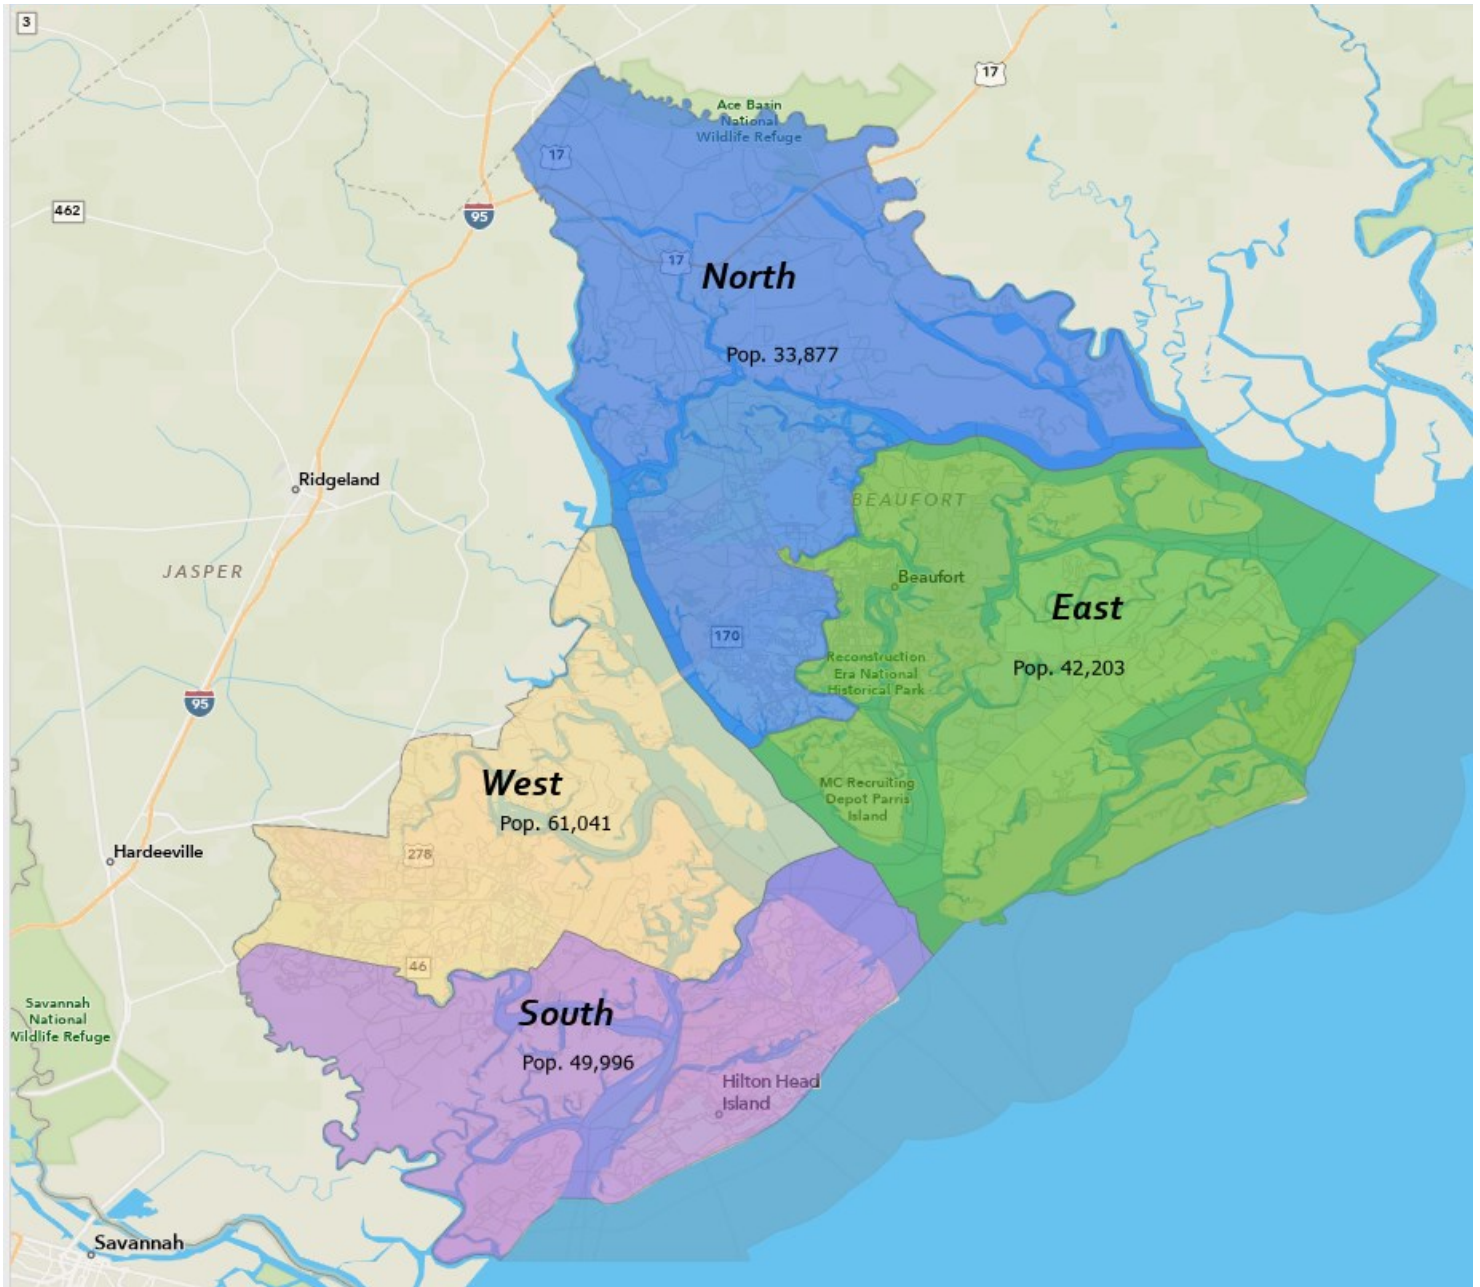 3
17
Ace Basin
National
Wildlife Refuge
17
462
95
17
North
Pop. 33,877
Ridgeland
BEAUFORT
JASPER
Beaufort
East
170
Reconstruction
Era National
Historical Park
Pop. 42,203
95
West
Pop. 61,041
MC Recruiting
Depot Parris
Island
278
Hardeeville
46
Savannah
National
Wildlife Refuge
South
Pop. 49,996
Hilton Head
Island
Savannah